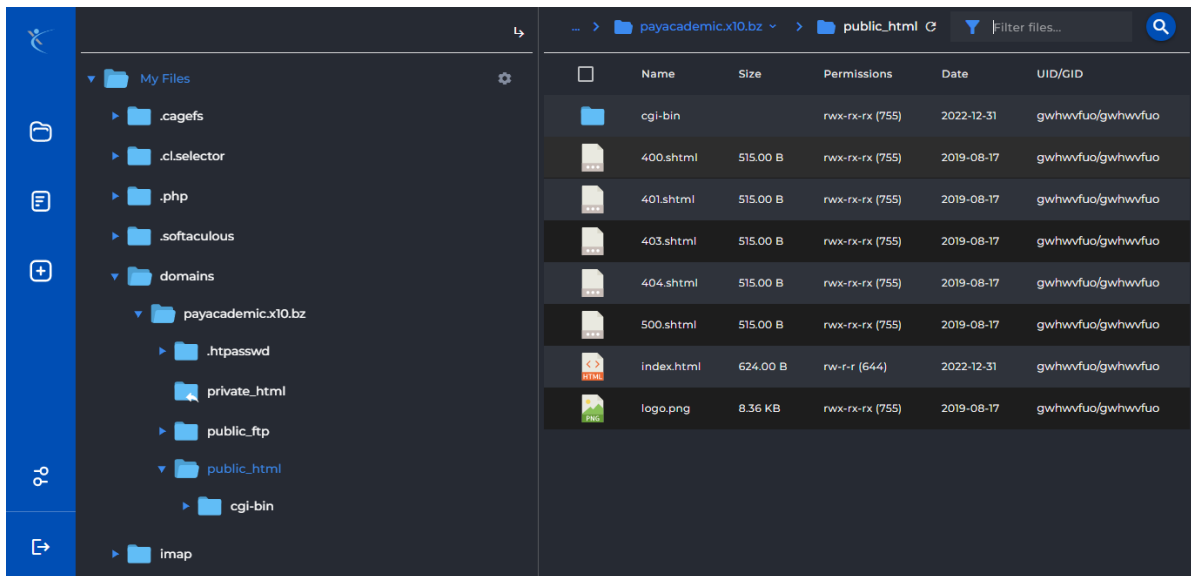 My Files
.cagefs
.cl.selector
.php
.softaculous
domains
payacademic.x10.bz
.htpasswd
private_html
public_ftp
public_html
cgi-bin
imap
... > payacademic.x10.bz > public_html Filter files...
Name Size Permissions Date UID/GID
cgi-bin rwx-rx-rx (755) 2022-12-31 gwhwvfuo/gwhwvfuo
400.shtml 515.00 B rwx-rx-rx (755) 2019-08-17 gwhwvfuo/gwhwvfuo
401.shtml 515.00 B rwx-rx-rx (755) 2019-08-17 gwhwvfuo/gwhwvfuo
403.shtml 515.00 B rwx-rx-rx (755) 2019-08-17 gwhwvfuo/gwhwvfuo
404.shtml 515.00 B rwx-rx-rx (755) 2019-08-17 gwhwvfuo/gwhwvfuo
500.shtml 515.00 B rwx-rx-rx (755) 2019-08-17 gwhwvfuo/gwhwvfuo
HTML index.html 624.00 B rw-r-r (644) 2022-12-31 gwhwvfuo/gwhwvfuo
PNG logo.png 8.36 KB rwx-rx-rx (755) 2019-08-17 gwhwvfuo/gwhwvfuo